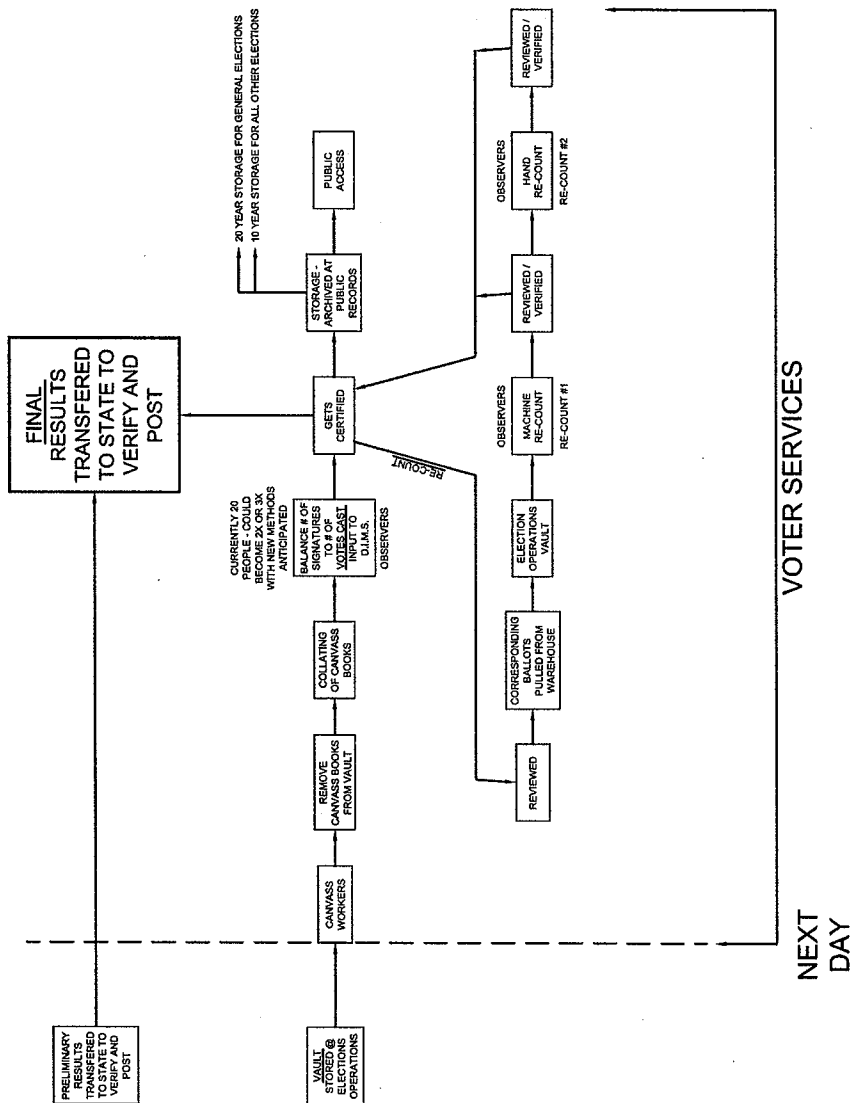 PRELIMINARY
RESULTS
TRANSFERED
TO STATE TO
VERIFY AND
POST
FINAL
RESULTS
TRANSFERED
TO STATE TO
VERIFY AND
POST
20 YEAR STORAGE FOR GENERAL ELECTIONS
10 YEAR STORAGE FOR ALL OTHER ELECTIONS
VAULT
STORED @
ELECTIONS
OPERATIONS
CANVASS
WORKERS
REMOVE
CANVASS BOOKS
FROM VAULT
COLLATING
OF CANVASS
BOOKS
CURRENTLY 20
PEOPLE - COULD
BECOME 2X OR 3X
WITH NEW METHODS
ANTICIPATED
BALANCE # OF
SIGNATURES
TO # OF
VOTES CAST
INPUT TO
D.I.M.S.
OBSERVERS
GETS
CERTIFIED
STORAGE -
ARCHIVED AT
PUBLIC
RECORDS
PUBLIC
ACCESS
RE-COUNT
REVIEWED
CORRESPONDING
BALLOTS
PULLED FROM
WAREHOUSE
ELECTION
OPERATIONS
VAULT
OBSERVERS
MACHINE
RE-COUNT
RE-COUNT #1
REVIEWED /
VERIFIED
OBSERVERS
HAND
RE-COUNT
RE-COUNT #2
REVIEWED /
VERIFIED
NEXT
DAY
VOTER SERVICES